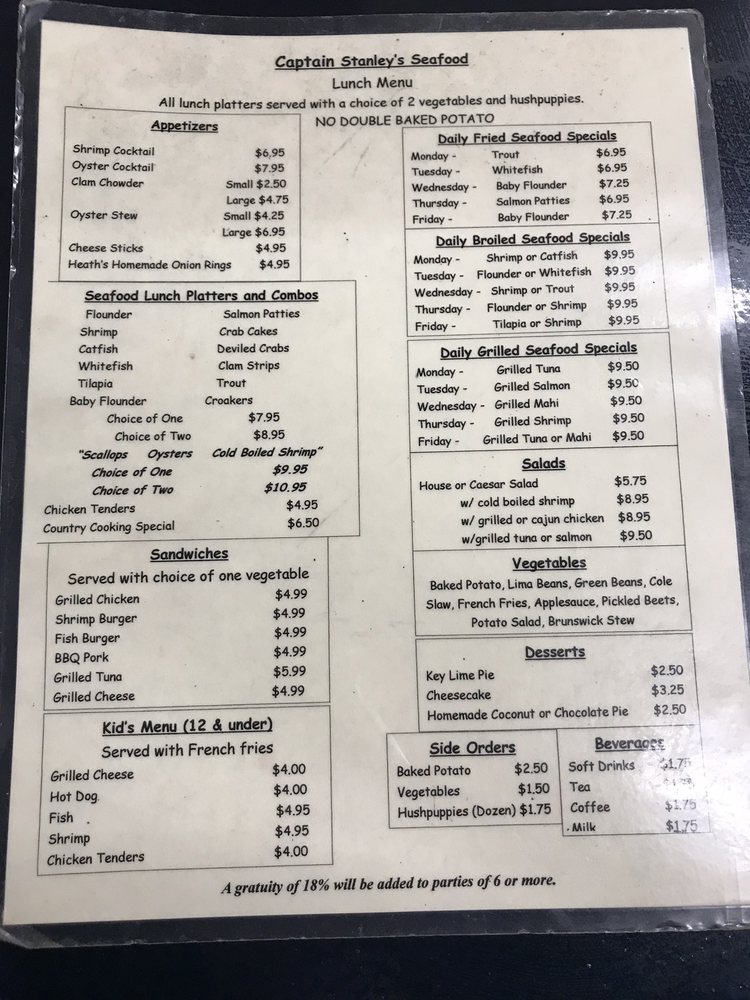 Captain Stanley's Seafood
Lunch Menu
All lunch platters served with a choice of 2 vegetables and hushpuppies.
NO DOUBLE BAKED POTATO
Appetizers
Shrimp Cocktail $6.95
Oyster Cocktail $7.95
Clam Chowder Small $2.50
Large $4.75
Oyster Stew Small $4.25
Large $6.95
Cheese Sticks $4.95
Heath's Homemade Onion Rings $4.95
Seafood Lunch Platters and Combos
Flounder Salmon Patties
Shrimp Crab Cakes
Catfish Deviled Crabs
Whitefish Clam Strips
Tilapia Trout
Baby Flounder Croakers
Choice of One $7.95
Choice of Two $8.95
"Scallops Oysters Cold Boiled Shrimp"
Choice of One $9.95
Choice of Two $10.95
Chicken Tenders $4.95
Country Cooking Special $6.50
Sandwiches
Served with choice of one vegetable
Grilled Chicken $4.99
Shrimp Burger $4.99
Fish Burger $4.99
BBQ Pork $4.99
Grilled Tuna $5.99
Grilled Cheese $4.99
Kid's Menu (12 & under)
Served with French fries
Grilled Cheese $4.00
Hot Dog $4.00
Fish $4.95
Shrimp $4.95
Chicken Tenders $4.00
Daily Fried Seafood Specials
Monday - Trout $6.95
Tuesday - Whitefish $6.95
Wednesday - Baby Flounder $7.25
Thursday - Salmon Patties $6.95
Friday - Baby Flounder $7.25
Daily Broiled Seafood Specials
Monday - Shrimp or Catfish $9.95
Tuesday - Flounder or Whitefish $9.95
Wednesday - Shrimp or Trout $9.95
Thursday - Flounder or Shrimp $9.95
Friday - Tilapia or Shrimp $9.95
Daily Grilled Seafood Specials
Monday - Grilled Tuna $9.50
Tuesday - Grilled Salmon $9.50
Wednesday - Grilled Mahi $9.50
Thursday - Grilled Shrimp $9.50
Friday - Grilled Tuna or Mahi $9.50
Salads
House or Caesar Salad $5.75
w/ cold boiled shrimp $8.95
w/ grilled or cajun chicken $8.95
w/grilled tuna or salmon $9.50
Vegetables
Baked Potato, Lima Beans, Green Beans, Cole
Slaw, French Fries, Applesauce, Pickled Beets,
Potato Salad, Brunswick Stew
Desserts
Key Lime Pie $2.50
Cheesecake $3.25
Homemade Coconut or Chocolate Pie $2.50
Side Orders
Baked Potato $2.50
Vegetables $1.50
Hushpuppies (Dozen) $1.75
Beverages
Soft Drinks $1.75
Tea
Coffee $1.75
Milk $1.75
A gratuity of 18% will be added to parties of 6 or more.